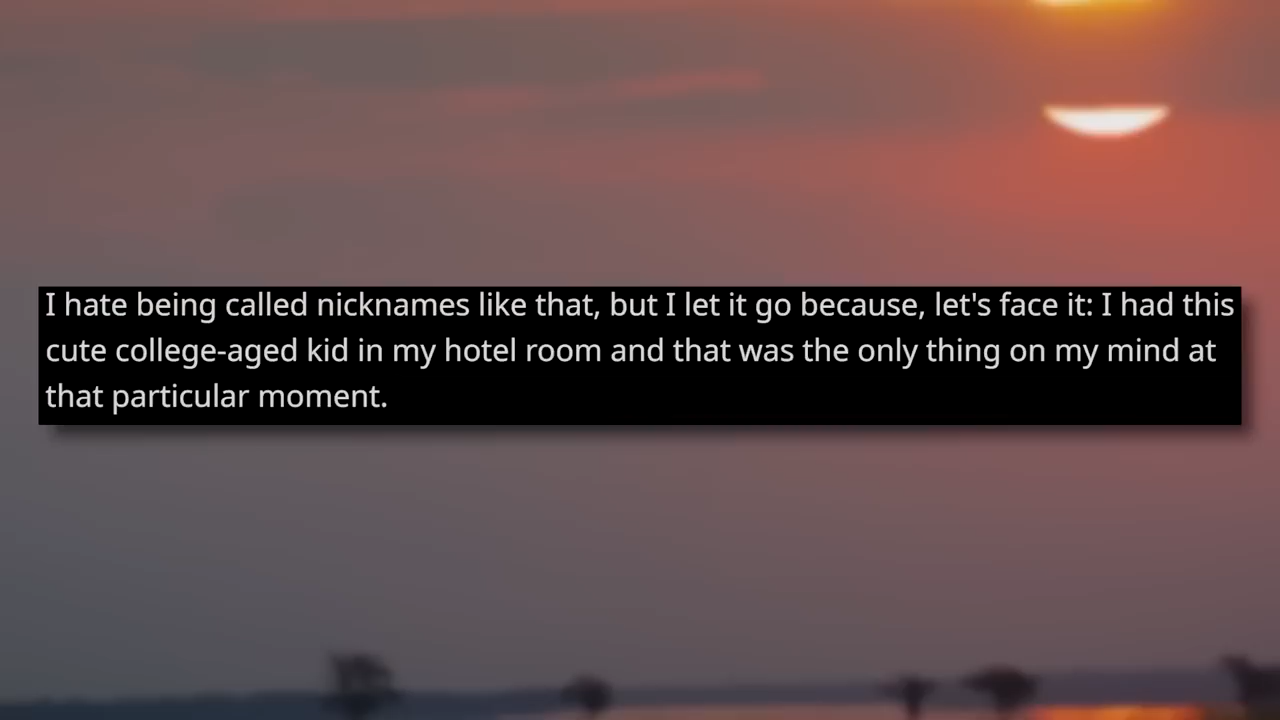 I hate being called nicknames like that, but I let it go because, let's face it: I had this
cute college-aged kid in my hotel room and that was the only thing on my mind at
that particular moment.